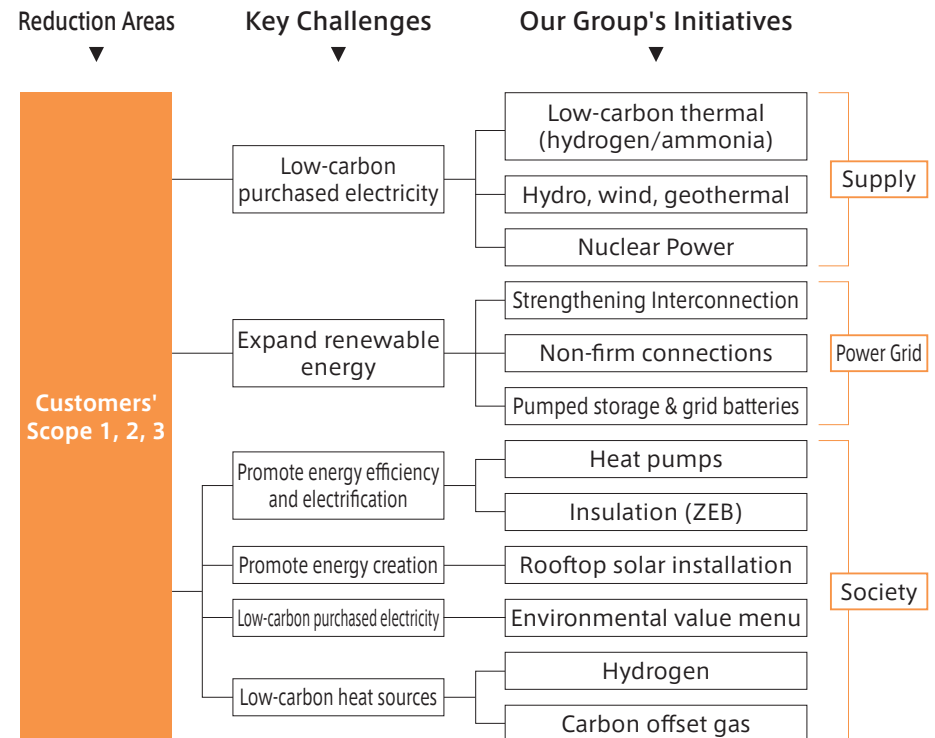 Reduction Areas
Key Challenges
Our Group's Initiatives
▼
▼
▼
Customers'
Scope 1, 2, 3
Low-carbon
purchased electricity
Low-carbon thermal
(hydrogen/ammonia)
Hydro, wind, geothermal
Nuclear Power
Supply
Expand renewable
energy
Strengthening Interconnection
Non-firm connections
Pumped storage & grid batteries
Power Grid
Promote energy efficiency
and electrification
Heat pumps
Insulation (ZEB)
Promote energy creation
Rooftop solar installation
Low-carbon purchased electricity
Environmental value menu
Low-carbon heat sources
Hydrogen
Carbon offset gas
Society